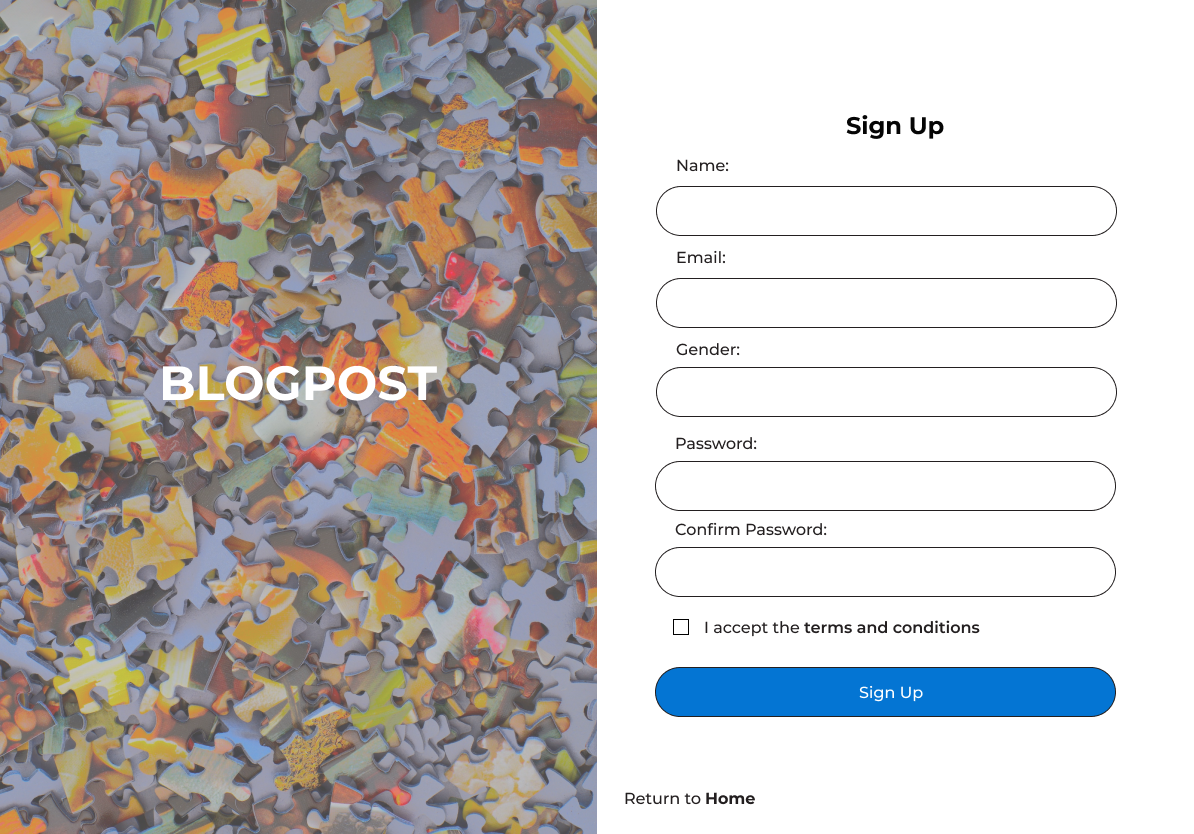 BLOGPOST
Sign Up
Name:
Email:
Gender:
Password:
Confirm Password:
I accept the terms and conditions
Sign Up
Return to Home